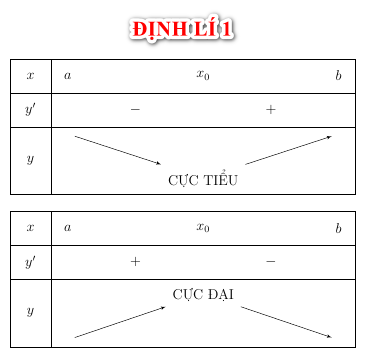 ĐỊNH LÍ 1
x a x₀ b
y′ − +
y
CỰC TIỂU
x a x₀ b
y′ + −
CỰC ĐẠI
y